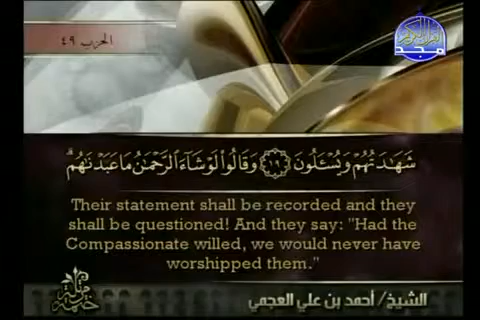 الحزب ٤٩
المجد
شَهَٰدَتُهُمْ وَيُسْـَٔلُونَ ۝١٩ وَقَالُوا۟ لَوْ شَآءَ ٱلرَّحْمَٰنُ مَا عَبَدْنَٰهُم ۗ
Their statement shall be recorded and they
shall be questioned! And they say: "Had the
Compassionate willed, we would never have
worshipped them."
الشيخ/ أحمد بن علي العجمي